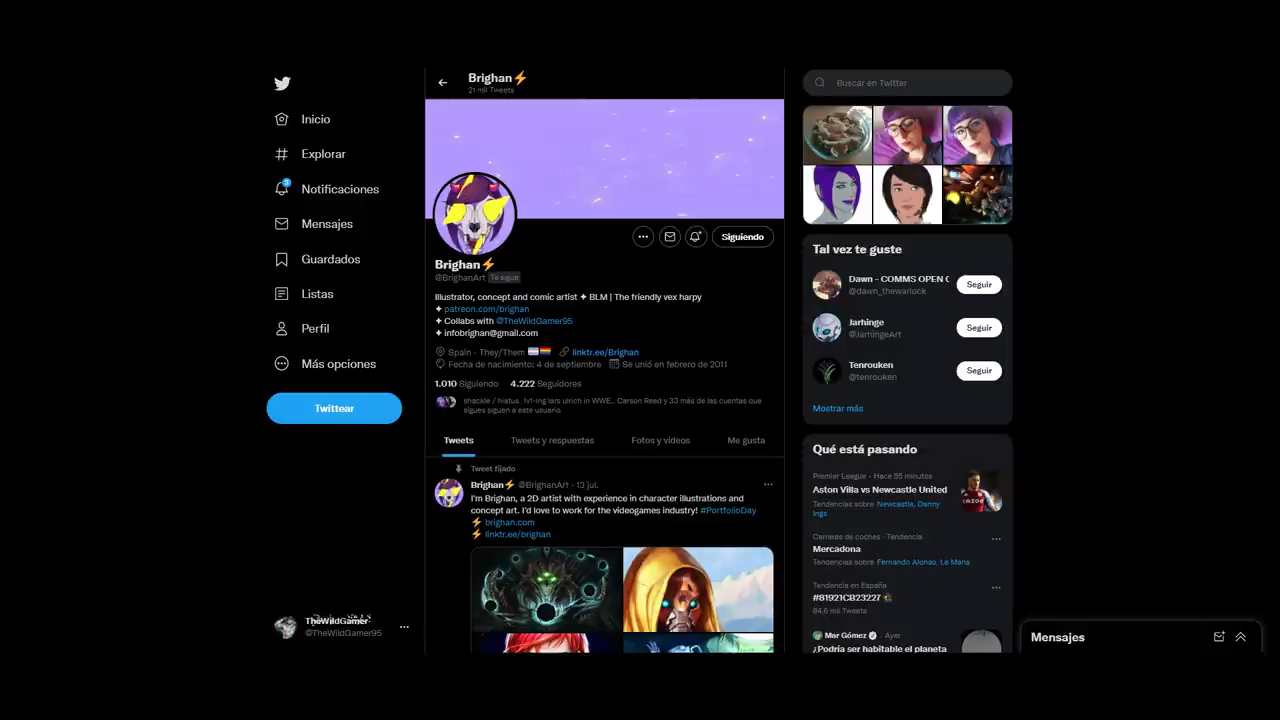 Inicio
Explorar
3
Notificaciones
Mensajes
Guardados
Listas
Perfil
Más opciones
Twittear
TheWildGamer
@TheWildGamer95
Brighan⚡
21 mil Tweets
Siguiendo
Brighan⚡
@BrighanArt Te sigue
Illustrator, concept and comic artist ✦ BLM | The friendly vex harpy
✦ patreon.com/brighan
✦ Collabs with @TheWildGamer95
✦ infobrighan@gmail.com
Spain - They/Them linktr.ee/Brighan
Fecha de nacimiento: 4 de septiembre Se unió en febrero de 2011
1.010 Siguiendo 4.222 Seguidores
shackle / hiatus, 1v1-ing lars ulrich in WWE.., Carson Reed y 33 más de las cuentas que
sigues siguen a este usuario
Tweets Tweets y respuestas Fotos y vídeos Me gusta
Tweet fijado
Brighan⚡ @BrighanArt · 13 jul.
I'm Brighan, a 2D artist with experience in character illustrations and
concept art. I'd love to work for the videogames industry! #PortfolioDay
⚡ brighan.com
⚡ linktr.ee/brighan
Buscar en Twitter
Tal vez te guste
Dawn - COMMS OPEN
@dawn_thewarlock
Seguir
Jarhinge
@JarhingeArt
Seguir
Tenrouken
@tenrouken
Seguir
Mostrar más
Qué está pasando
Premier League · Hace 55 minutos
Aston Villa vs Newcastle United
Tendencias sobre: Newcastle, Danny
Ings
Carreras de coches · Tendencia
Mercadona
Tendencias sobre: Fernando Alonso, Le Mans
Tendencia en España
#81921CB23227
84,6 mil Tweets
Mar Gómez · Ayer
¿Podría ser habitable el planeta
Mensajes